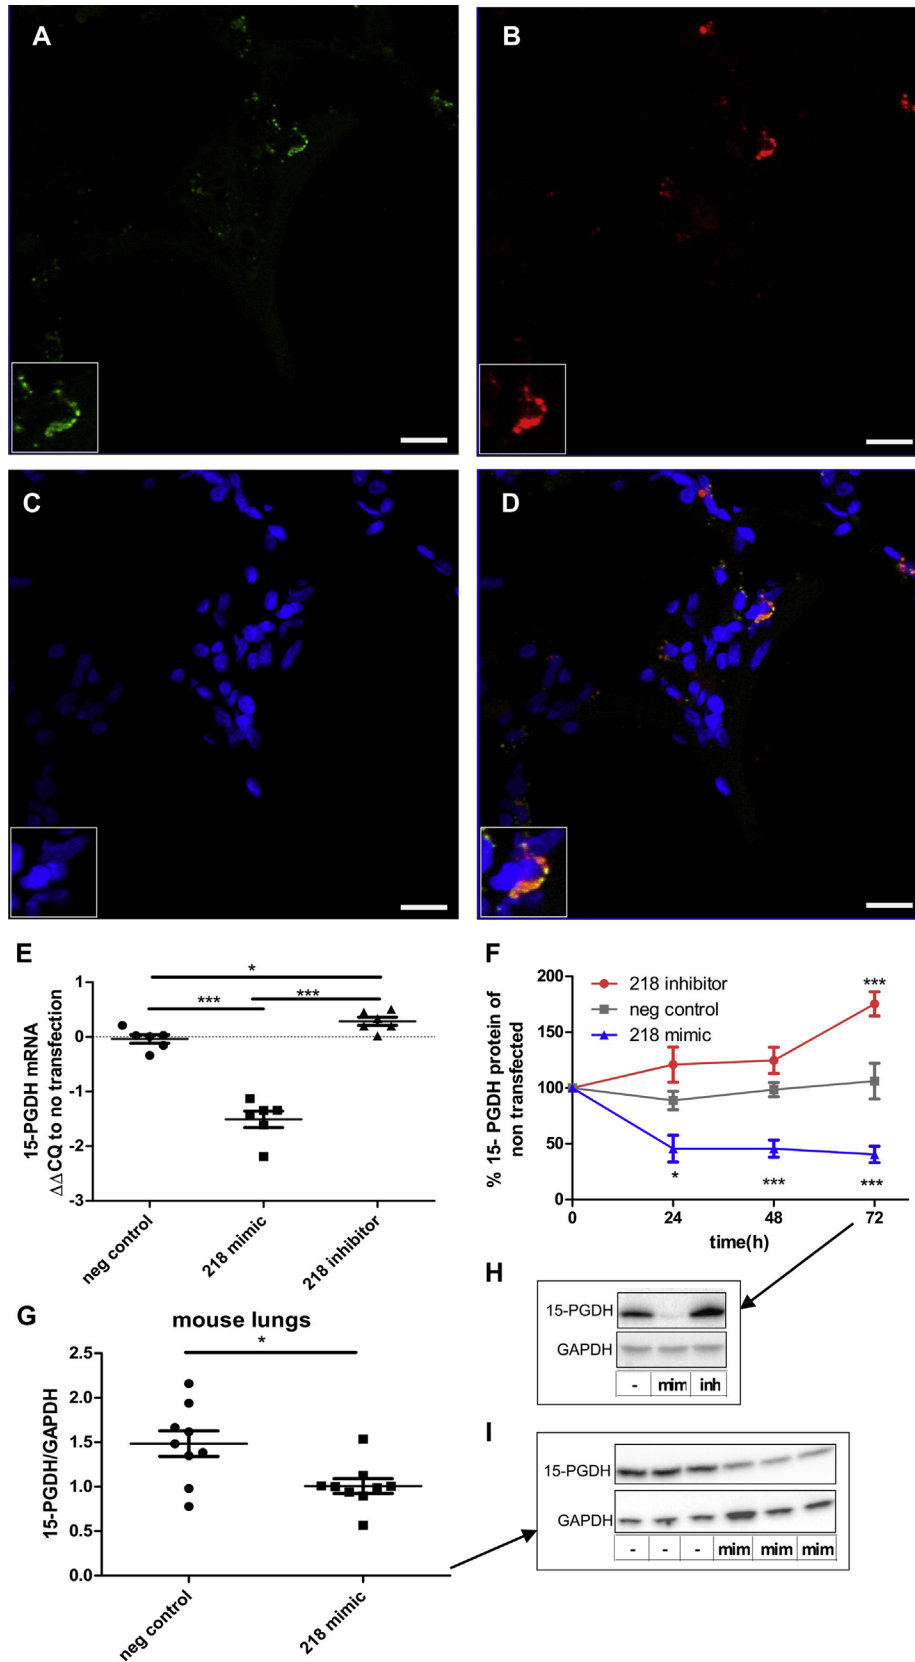 A
B
C
D
E
*
***
***
1
0
-1
-2
-3
15-PGDH mRNA
ΔΔCQ to no transfection
neg control
218 mimic
218 inhibitor
F
200
150
100
50
0
% 15- PGDH protein of
non transfected
218 inhibitor
neg control
218 mimic
***
*
***
***
0
24
48
72
time(h)
G
mouse lungs
*
2.5
2.0
1.5
1.0
0.5
0.0
15-PGDH/GAPDH
neg control
218 mimic
H
15-PGDH
GAPDH
- mim inh
I
15-PGDH
GAPDH
- - - mim mim mim